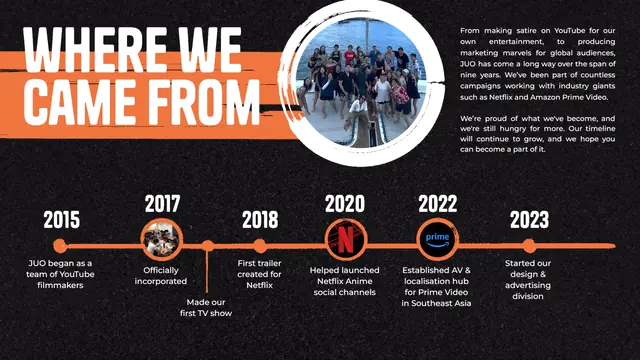 WHERE WE
CAME FROM
From making satire on YouTube for our
own entertainment, to producing
marketing marvels for global audiences,
JUO has come a long way over the span of
nine years. We've been part of countless
campaigns working with industry giants
such as Netflix and Amazon Prime Video.
We're proud of what we've become, and
we're still hungry for more. Our timeline
will continue to grow, and we hope you
can become a part of it.
2015
JUO began as a
team of YouTube
filmmakers
2017
Officially
incorporated
Made our
first TV show
2018
First trailer
created for
Netflix
2020
N
Helped launched
Netflix Anime
social channels
2022
prime
Established AV &
localisation hub
for Prime Video
in Southeast Asia
2023
Started our
design &
advertising
division